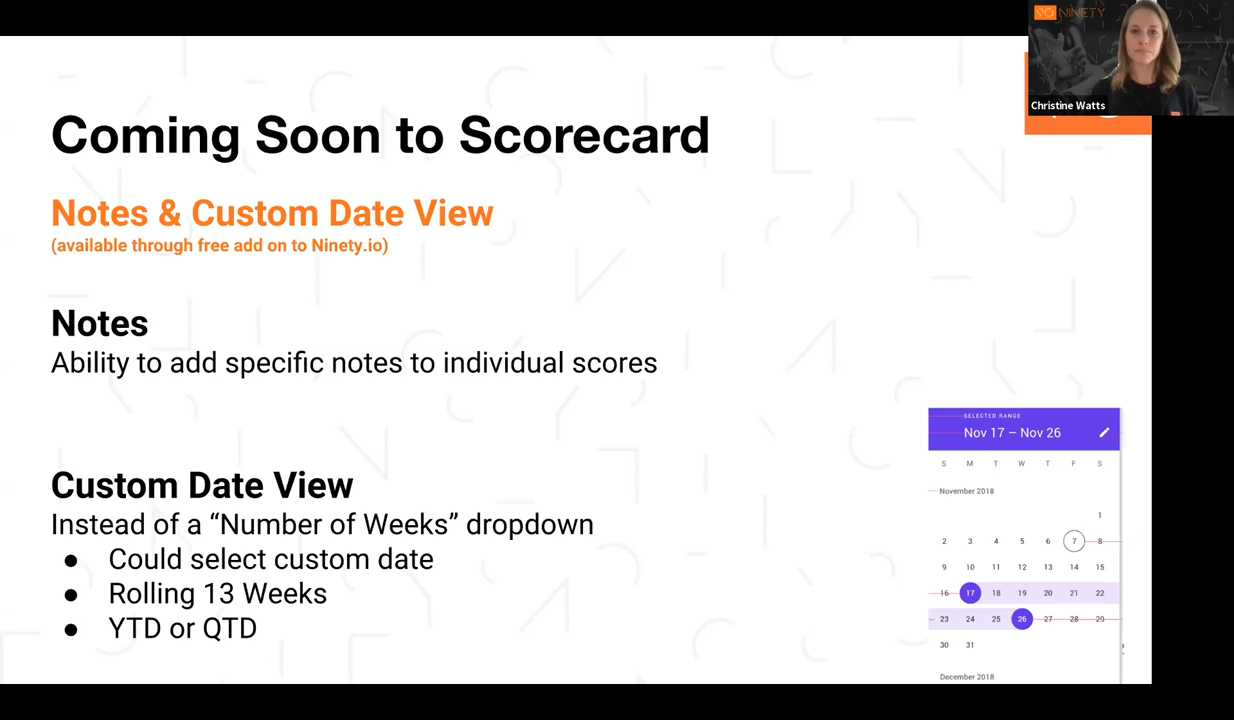 90 NINETY
Christine Watts
Coming Soon to Scorecard
Notes & Custom Date View
(available through free add on to Ninety.io)
Notes
Ability to add specific notes to individual scores
Custom Date View
Instead of a “Number of Weeks” dropdown
● Could select custom date
● Rolling 13 Weeks
● YTD or QTD
SELECTED RANGE
Nov 17 – Nov 26
S M T W T F S
November 2018
1
2 3 4 5 6 7 8
9 10 11 12 13 14 15
16 17 18 19 20 21 22
23 24 25 26 27 28 29
30 31
December 2018